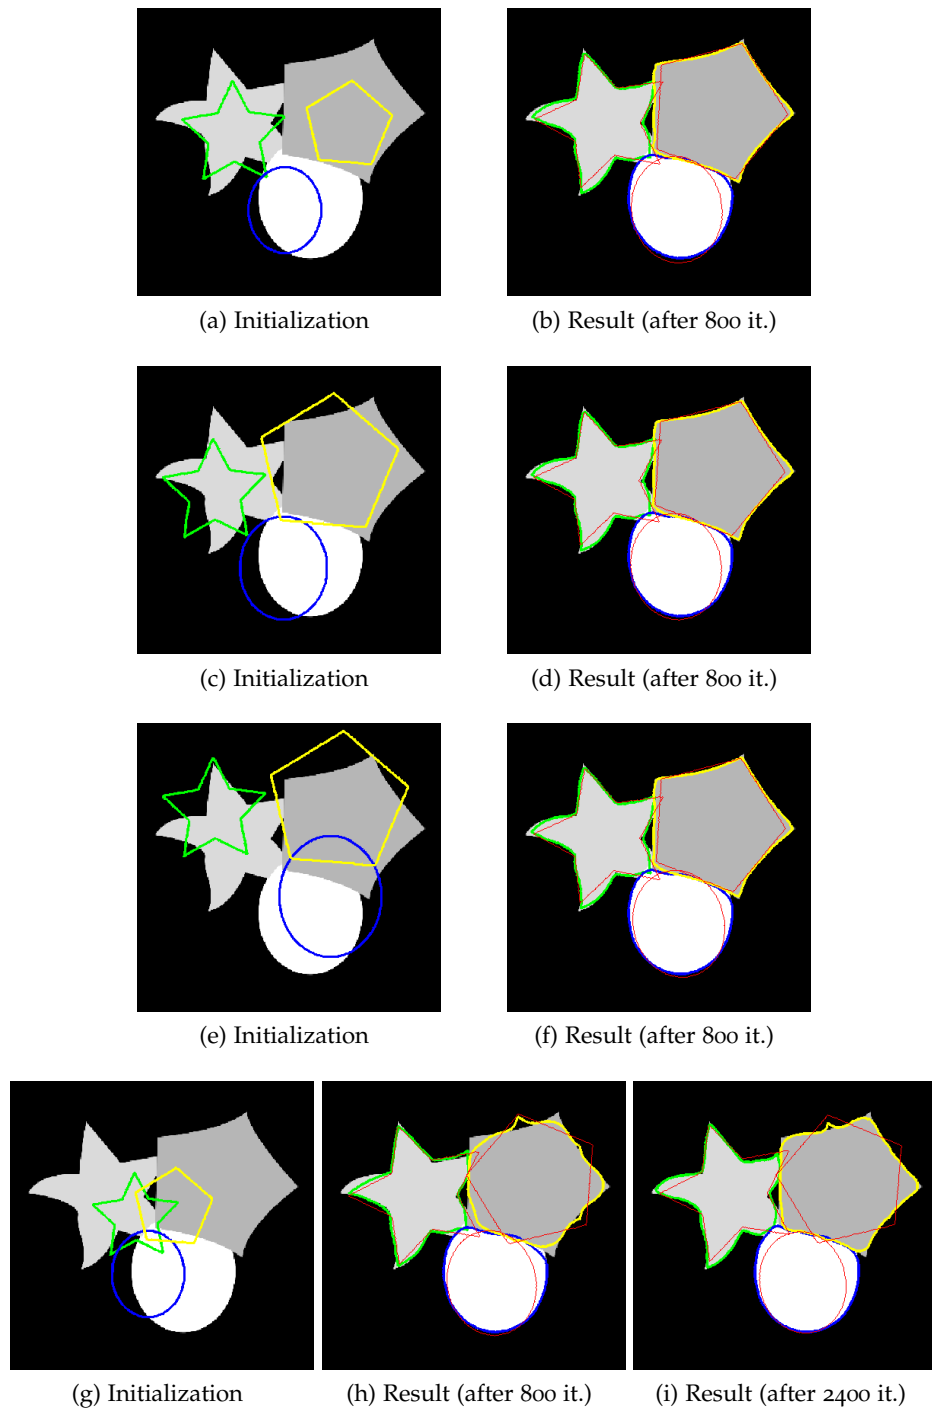 (a) Initialization
(b) Result (after 800 it.)
(c) Initialization
(d) Result (after 800 it.)
(e) Initialization
(f) Result (after 800 it.)
(g) Initialization
(h) Result (after 800 it.)
(i) Result (after 2400 it.)